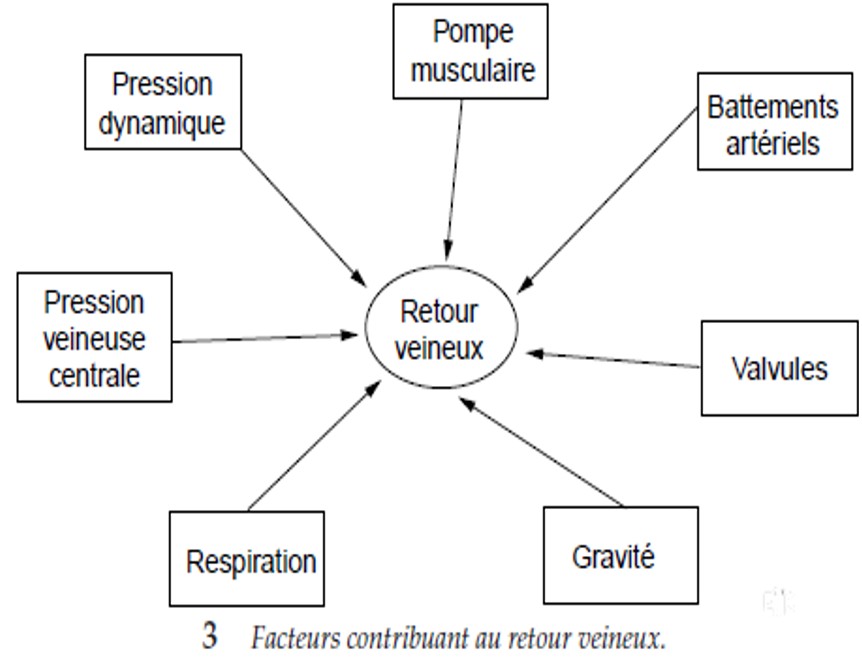 Pompe
musculaire
Pression
dynamique
Battements
artériels
Pression
veineuse
centrale
Retour
veineux
Valvules
Respiration
Gravité
3 Facteurs contribuant au retour veineux.